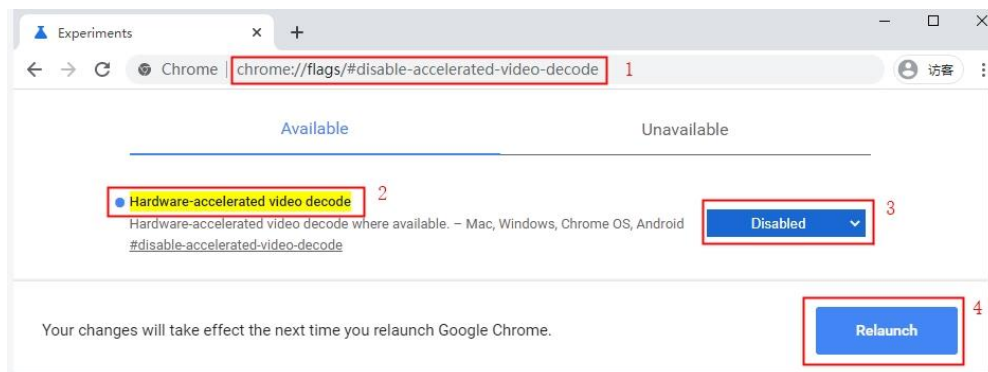 Experiments
Chrome | chrome://flags/#disable-accelerated-video-decode 1 访客
Available Unavailable
Hardware-accelerated video decode 2
Hardware-accelerated video decode where available. – Mac, Windows, Chrome OS, Android
#disable-accelerated-video-decode
Disabled 3
Your changes will take effect the next time you relaunch Google Chrome.
Relaunch 4